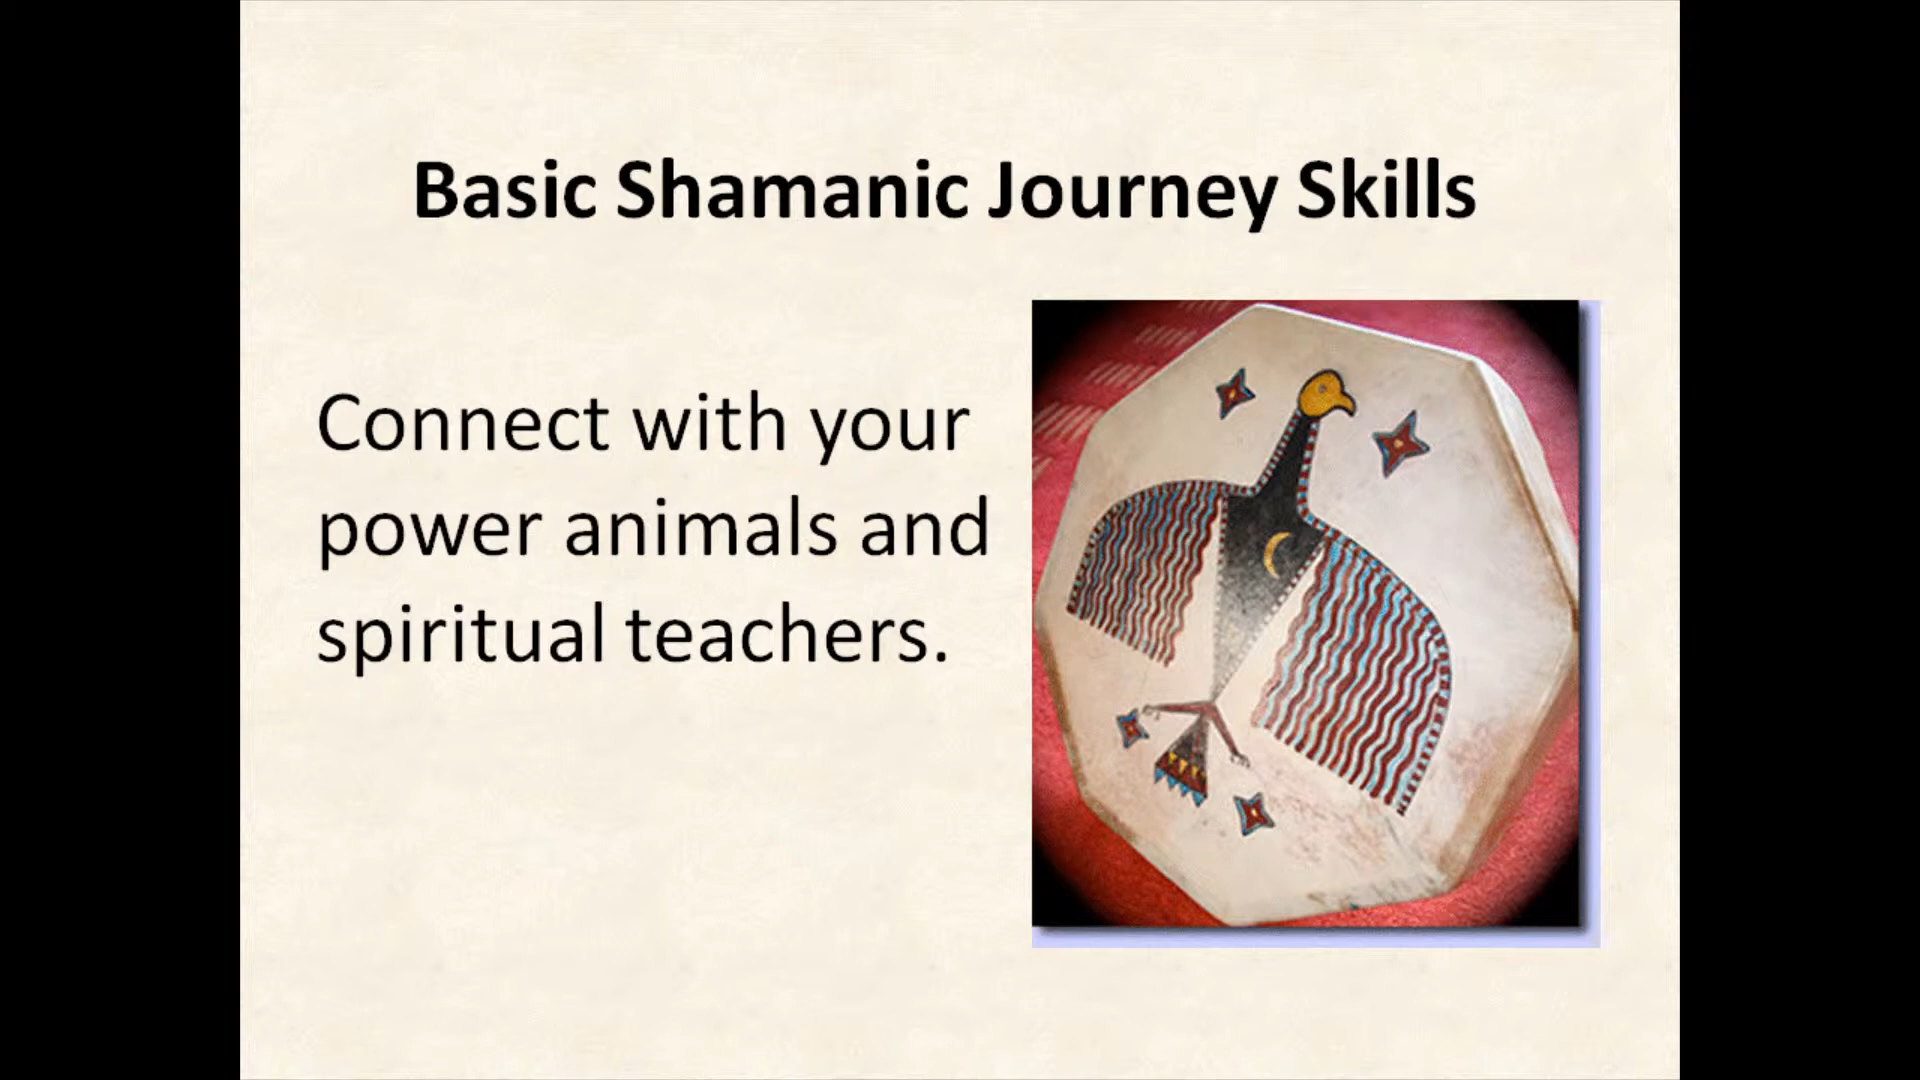 Basic Shamanic Journey Skills
Connect with your
power animals and
spiritual teachers.